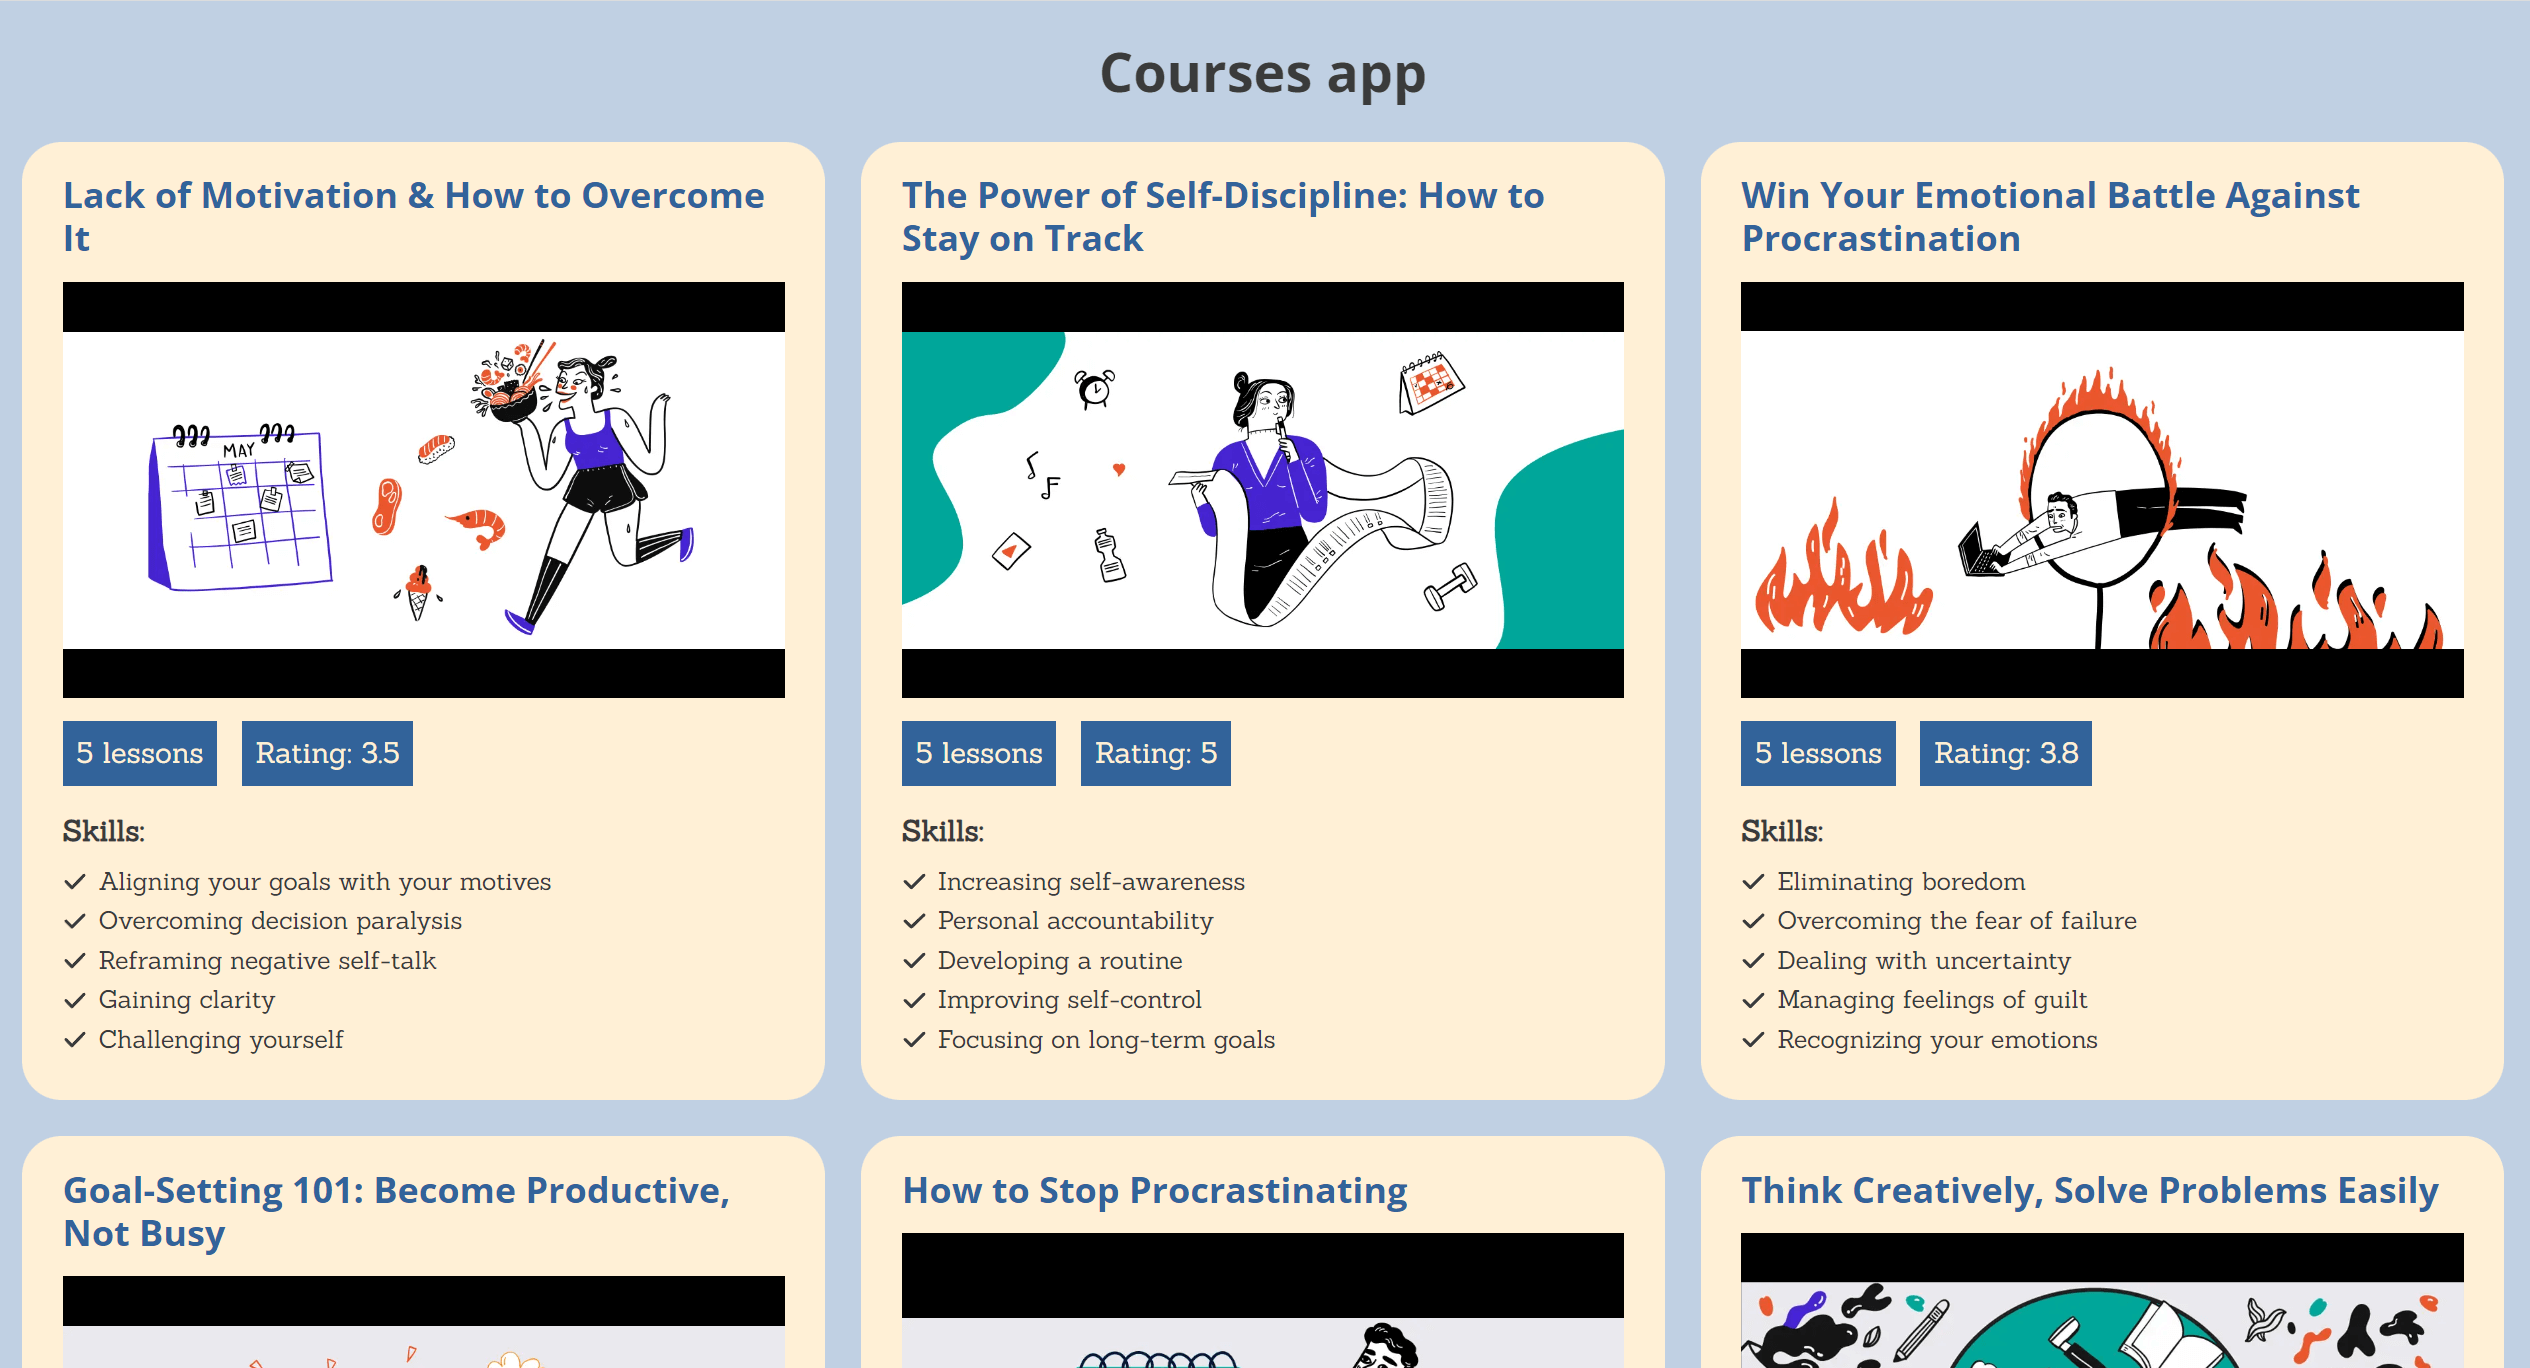 Courses app
Lack of Motivation & How to Overcome
It
MAY
5 lessons
Rating: 3.5
Skills:
Aligning your goals with your motives
Overcoming decision paralysis
Reframing negative self-talk
Gaining clarity
Challenging yourself
The Power of Self-Discipline: How to
Stay on Track
5 lessons
Rating: 5
Skills:
Increasing self-awareness
Personal accountability
Developing a routine
Improving self-control
Focusing on long-term goals
Win Your Emotional Battle Against
Procrastination
5 lessons
Rating: 3.8
Skills:
Eliminating boredom
Overcoming the fear of failure
Dealing with uncertainty
Managing feelings of guilt
Recognizing your emotions
Goal-Setting 101: Become Productive,
Not Busy
How to Stop Procrastinating
Think Creatively, Solve Problems Easily